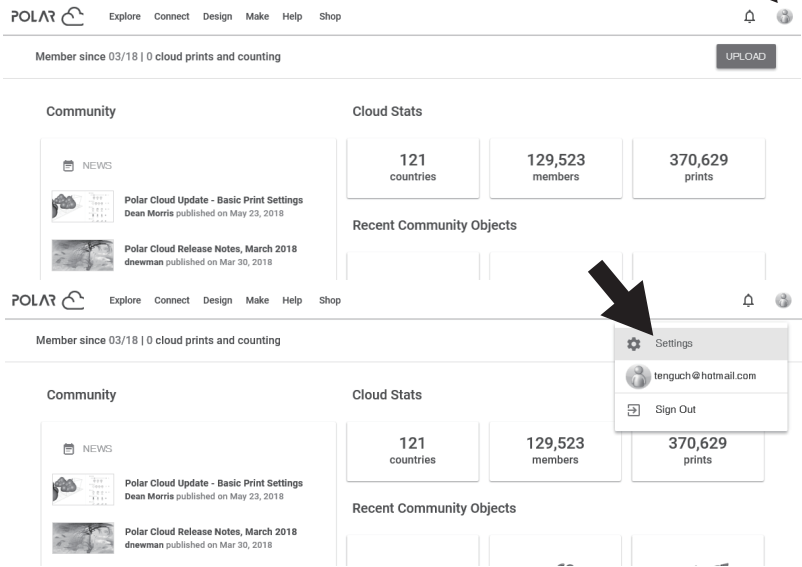 POLAR Explore Connect Design Make Help Shop
Member since 03/18 | 0 cloud prints and counting UPLOAD
Community
NEWS
Polar Cloud Update - Basic Print Settings
Dean Morris published on May 23, 2018
Polar Cloud Release Notes, March 2018
dnewman published on Mar 30, 2018
Cloud Stats
121 129,523 370,629
countries members prints
Recent Community Objects
POLAR Explore Connect Design Make Help Shop
Member since 03/18 | 0 cloud prints and counting
Settings
tenguch@hotmail.com
Sign Out
Community
NEWS
Polar Cloud Update - Basic Print Settings
Dean Morris published on May 23, 2018
Polar Cloud Release Notes, March 2018
dnewman published on Mar 30, 2018
Cloud Stats
121 129,523 370,629
countries members prints
Recent Community Objects